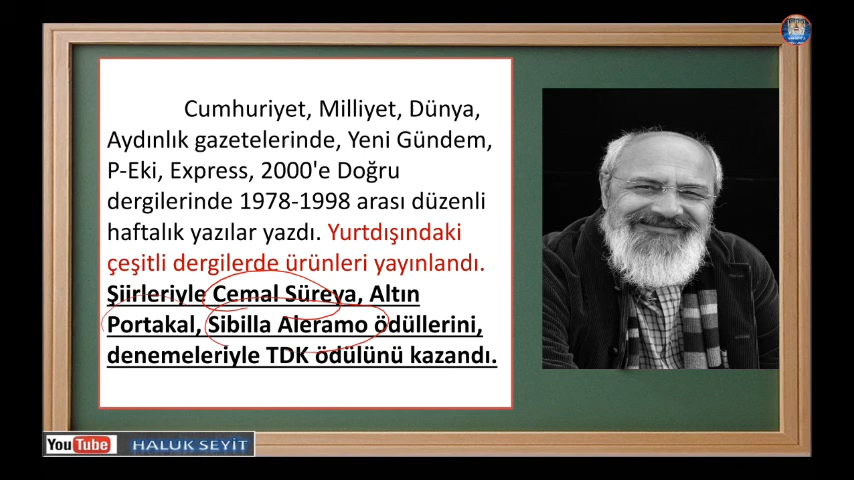 Cumhuriyet, Milliyet, Dünya,
Aydınlık gazetelerinde, Yeni Gündem,
P-Eki, Express, 2000'e Doğru
dergilerinde 1978-1998 arası düzenli
haftalık yazılar yazdı. Yurtdışındaki
çeşitli dergilerde ürünleri yayınlandı.
Şiirleriyle Cemal Süreya, Altın
Portakal, Sibilla Aleramo ödüllerini,
denemeleriyle TDK ödülünü kazandı.
YouTube HALUK SEYİT